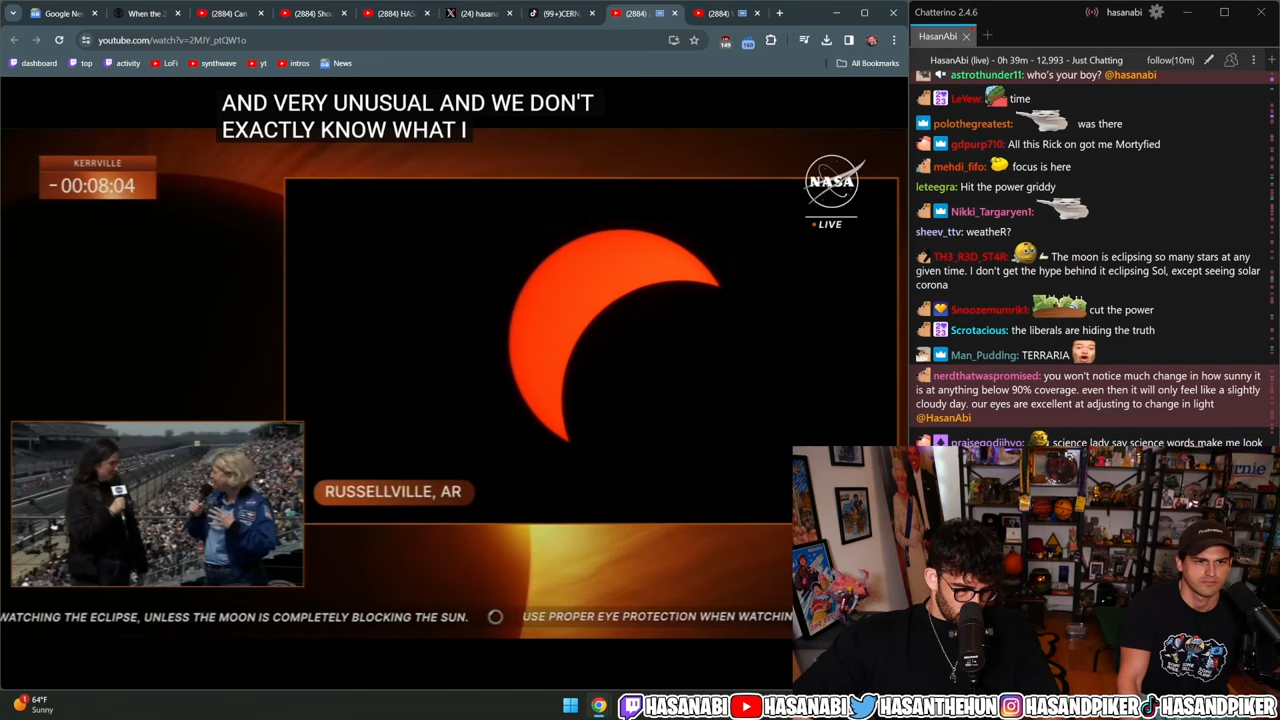 Google Ne
When the 2
(2884) Can
(2884) Sho
(2884) HAS
(24) hasana
(99+)CERN
(2884)
(2884)
youtube.com/watch?v=2MJY_ptQW1o
149
160
dashboard
top
activity
LoFi
synthwave
yt
intros
News
All Bookmarks
AND VERY UNUSUAL AND WE DON'T
EXACTLY KNOW WHAT I
KERRVILLE
- 00:08:04
NASA
LIVE
RUSSELLVILLE, AR
WATCHING THE ECLIPSE, UNLESS THE MOON IS COMPLETELY BLOCKING THE SUN.
USE PROPER EYE PROTECTION WHEN WATCHIN
Chatterino 2.4.6
hasanabi
HasanAbi
HasanAbi (live) - 0h 39m - 12,993 - Just Chatting
follow(10m)
astrothunder11: who's your boy? @hasanabi
LeYew: time
polothegreatest: was there
gdpurp710: All this Rick on got me Mortyfied
mehdi_fifo: focus is here
leteegra: Hit the power griddy
Nikki_Targaryen1:
sheev_ttv: weatheR?
TH3_R3D_ST4R: The moon is eclipsing so many stars at any
given time. I don't get the hype behind it eclipsing Sol, except seeing solar
corona
Snoozemumrik1: cut the power
Scrotacious: the liberals are hiding the truth
Man_Puddlng: TERRARIA
nerdthatwaspromised: you won't notice much change in how sunny it
is at anything below 90% coverage. even then it will only feel like a slightly
cloudy day. our eyes are excellent at adjusting to change in light
@HasanAbi
praisegodjihyo: science lady say science words make me look
ernie
64°F
Sunny
HASANABI
HASANABI
HASANTHEHUN
HASANDPIKER
HASANDPIKER